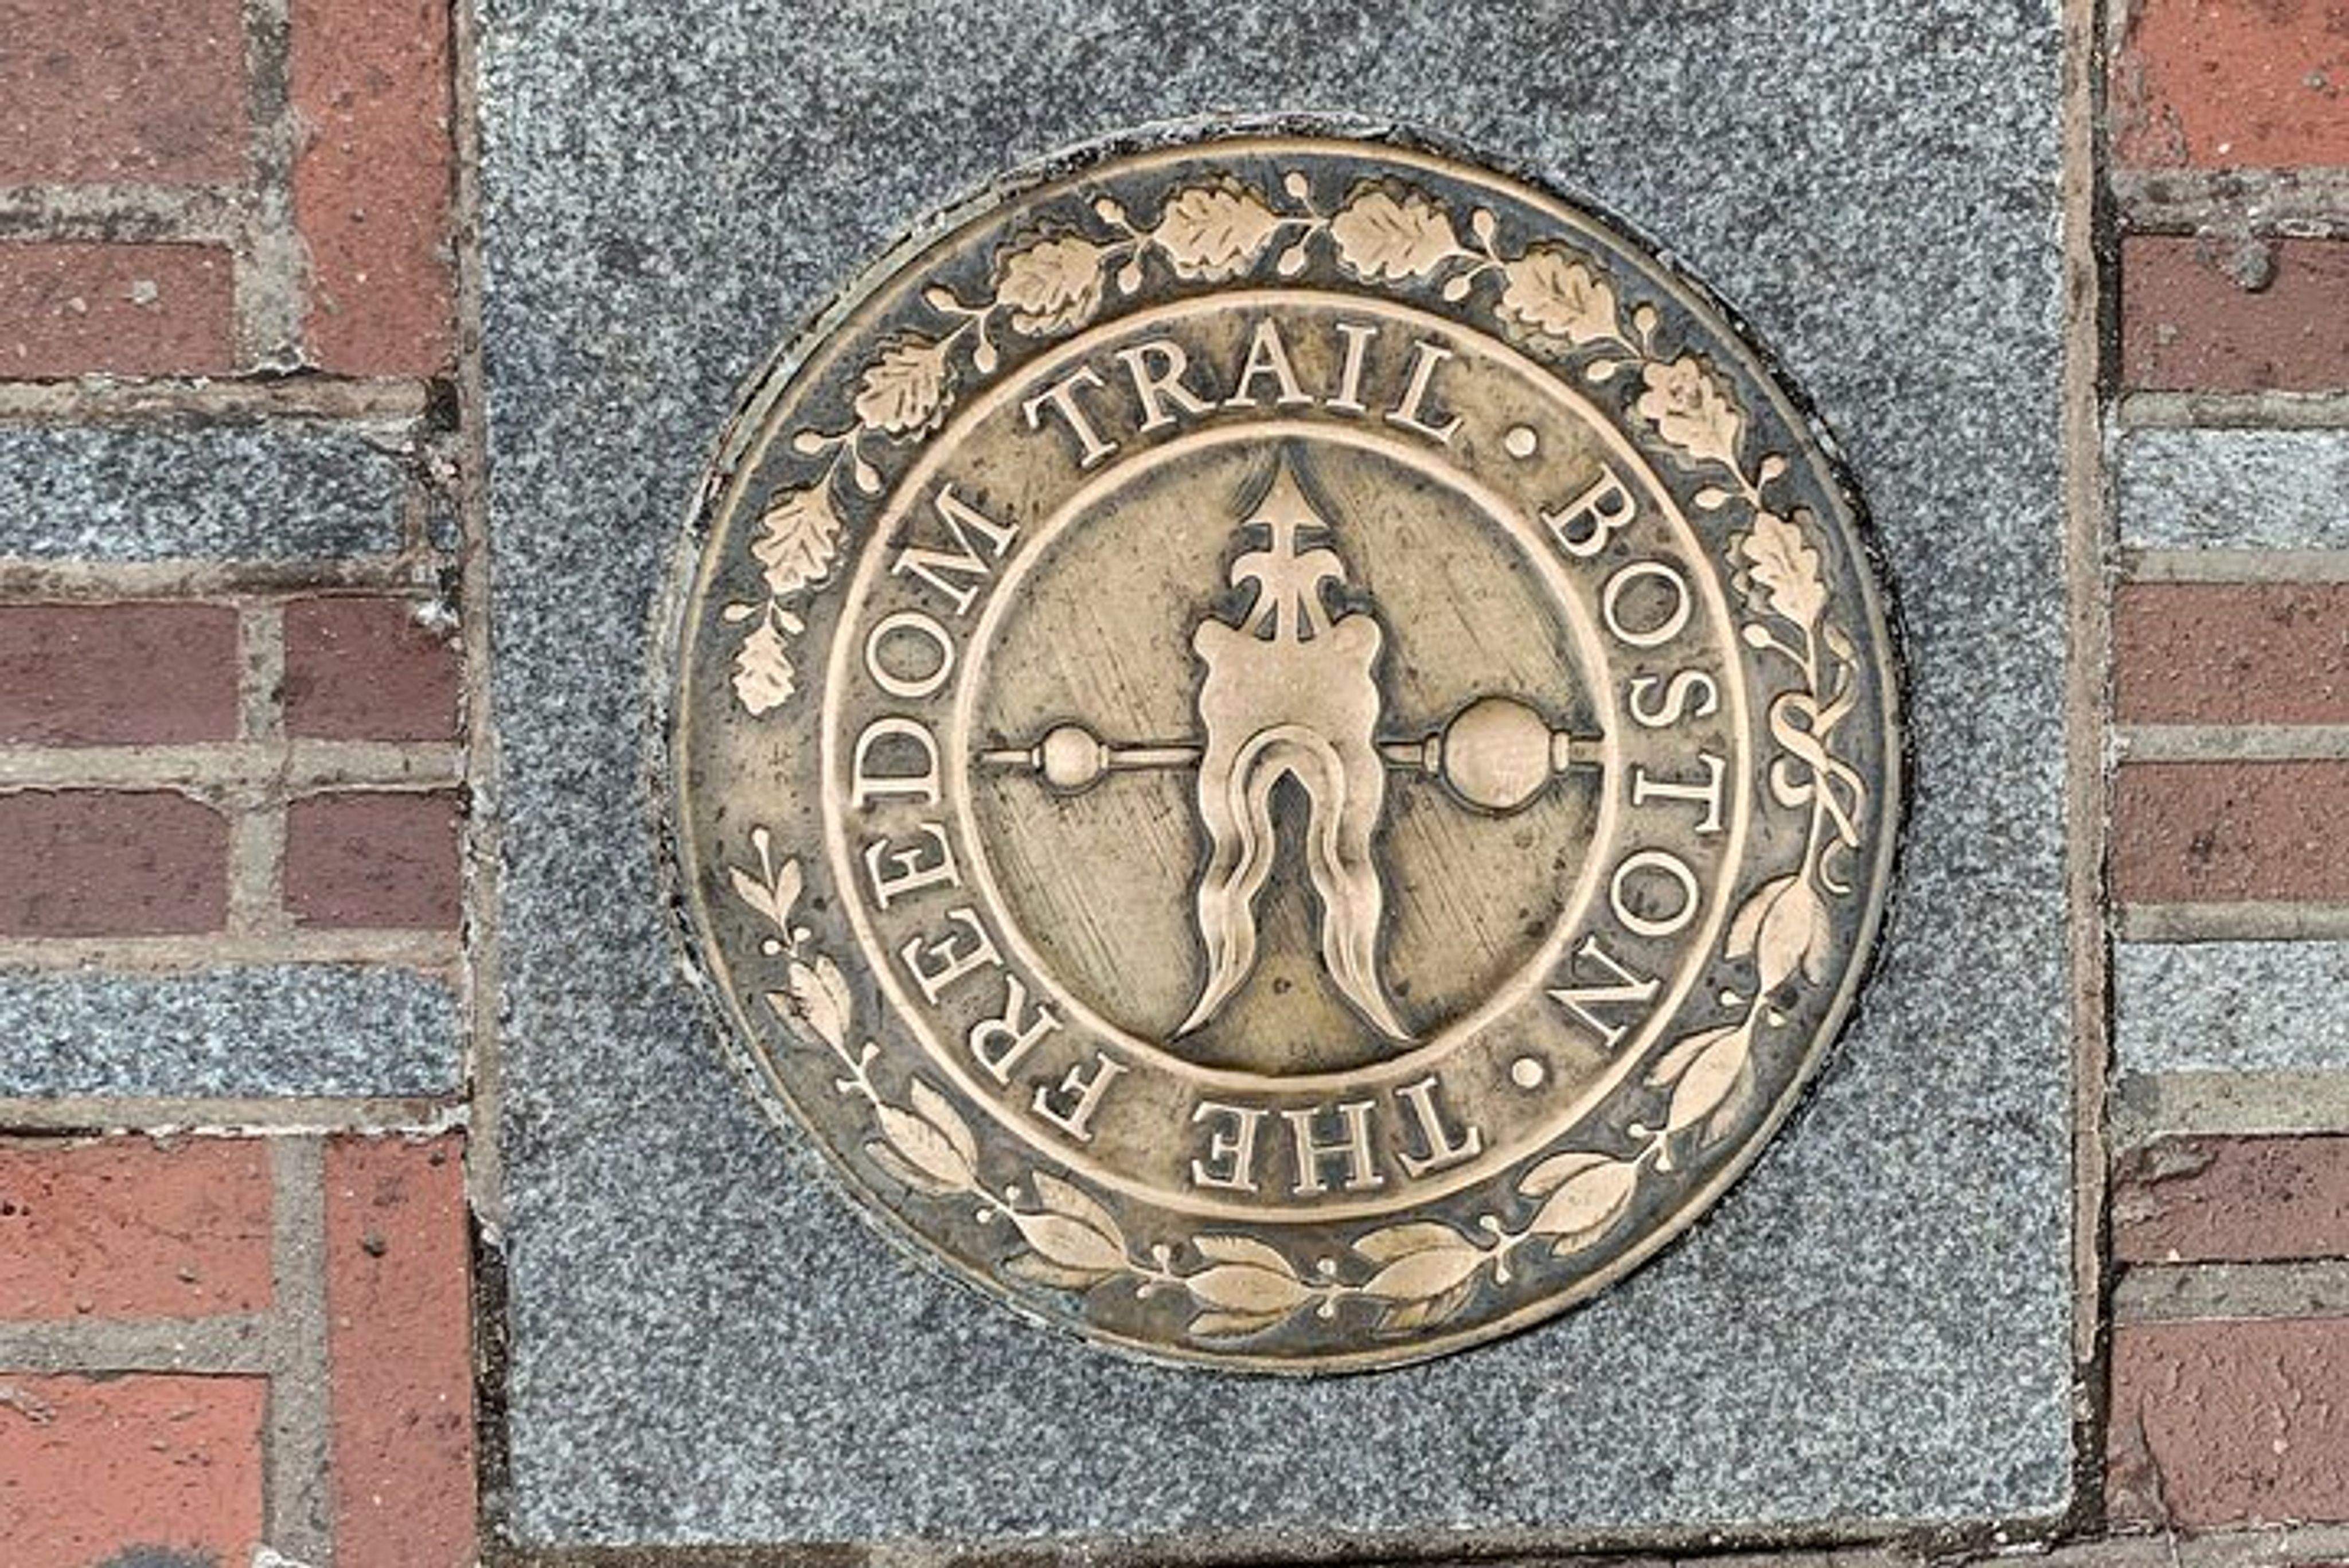 THE FREEDOM TRAIL • BOSTON •